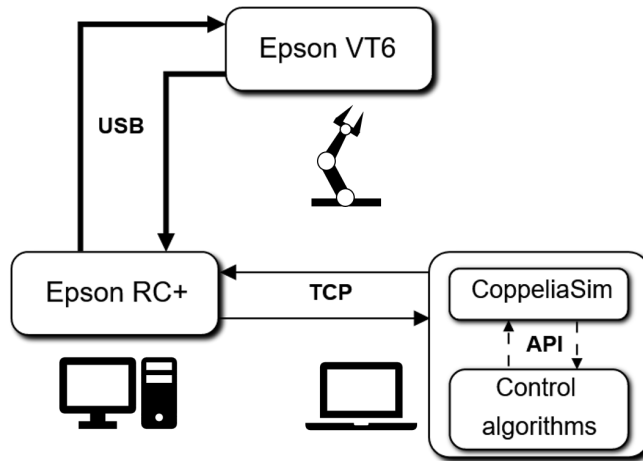 Epson VT6
USB
Epson RC+
TCP
CoppeliaSim
API
Control
algorithms